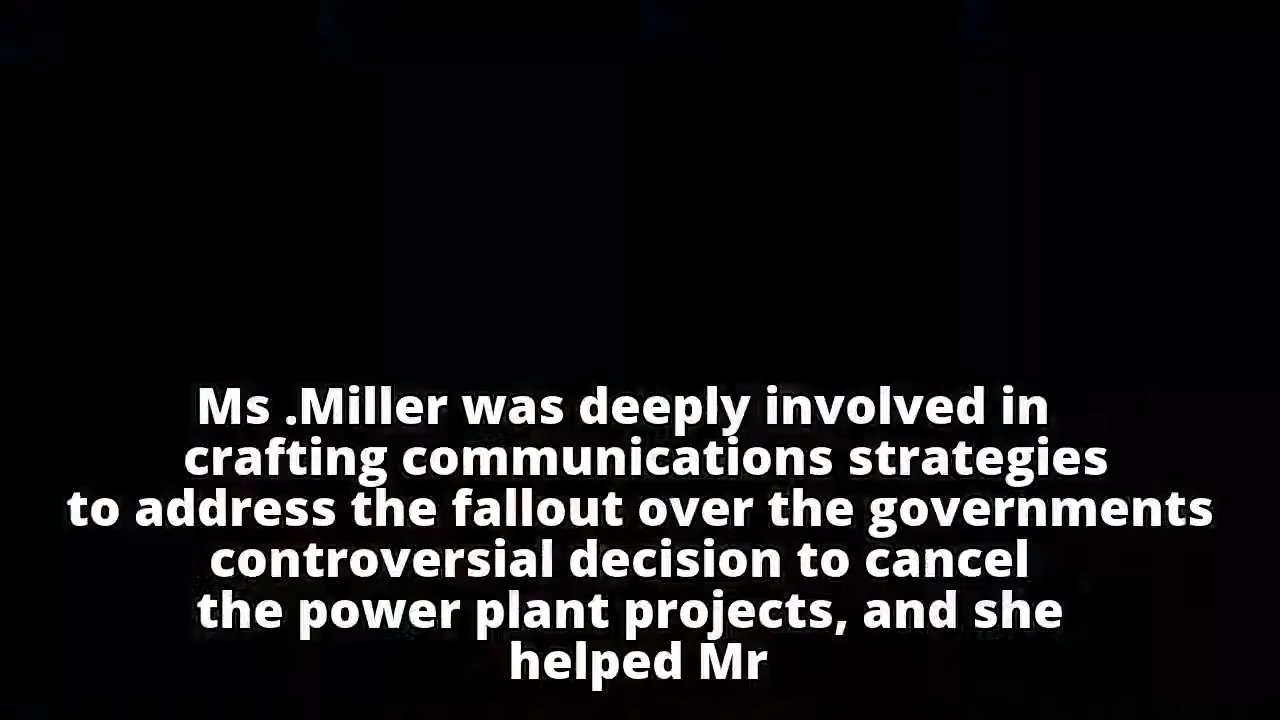 Ms .Miller was deeply involved in
crafting communications strategies
to address the fallout over the governments
controversial decision to cancel
the power plant projects, and she
helped Mr